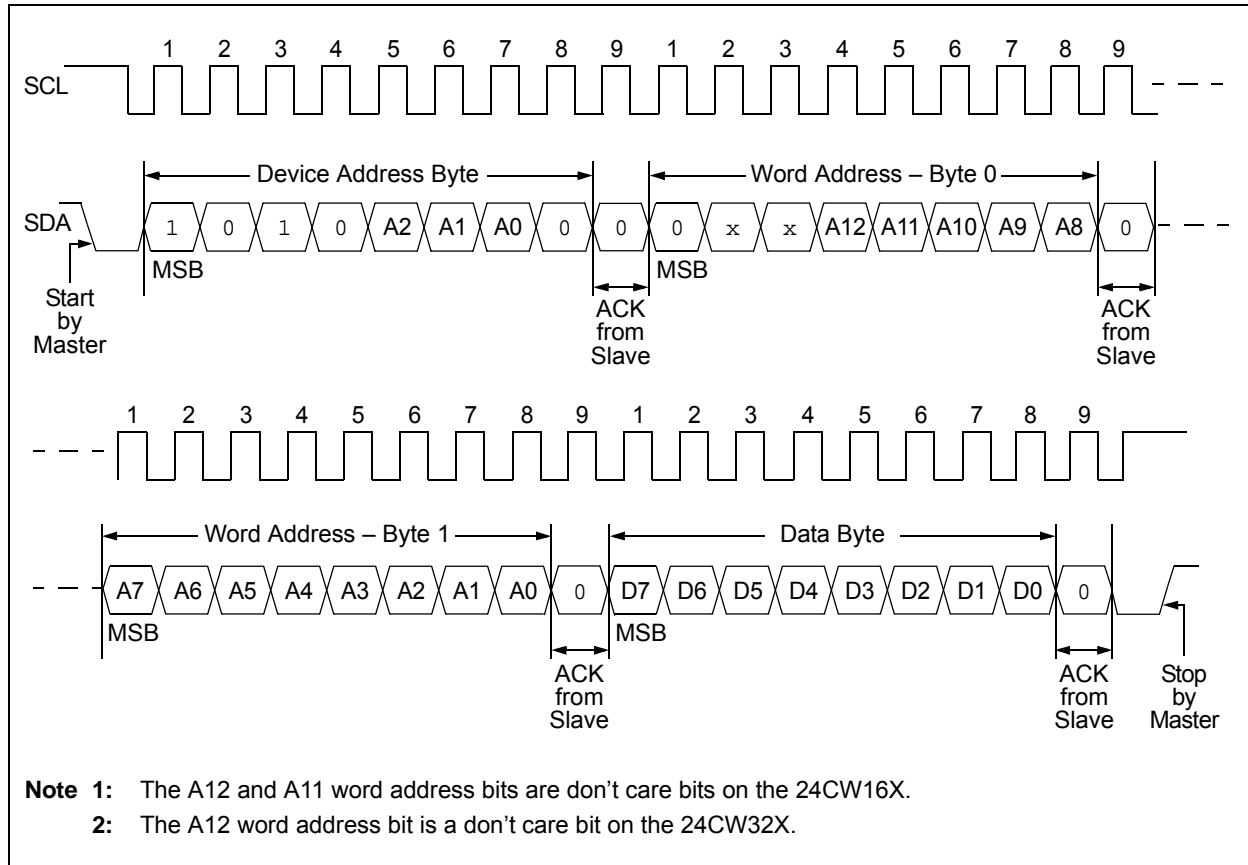 1 2 3 4 5 6 7 8 9 1 2 3 4 5 6 7 8 9
SCL
Device Address Byte Word Address – Byte 0
SDA 1 0 1 0 A2 A1 A0 0 0 0 x x A12 A11 A10 A9 A8 0
MSB MSB
Start by Master
ACK from Slave
ACK from Slave
1 2 3 4 5 6 7 8 9 1 2 3 4 5 6 7 8 9
Word Address – Byte 1 Data Byte
A7 A6 A5 A4 A3 A2 A1 A0 0 D7 D6 D5 D4 D3 D2 D1 D0 0
MSB MSB
ACK from Slave
ACK from Slave
Stop by Master
Note 1: The A12 and A11 word address bits are don’t care bits on the 24CW16X.
2: The A12 word address bit is a don’t care bit on the 24CW32X.